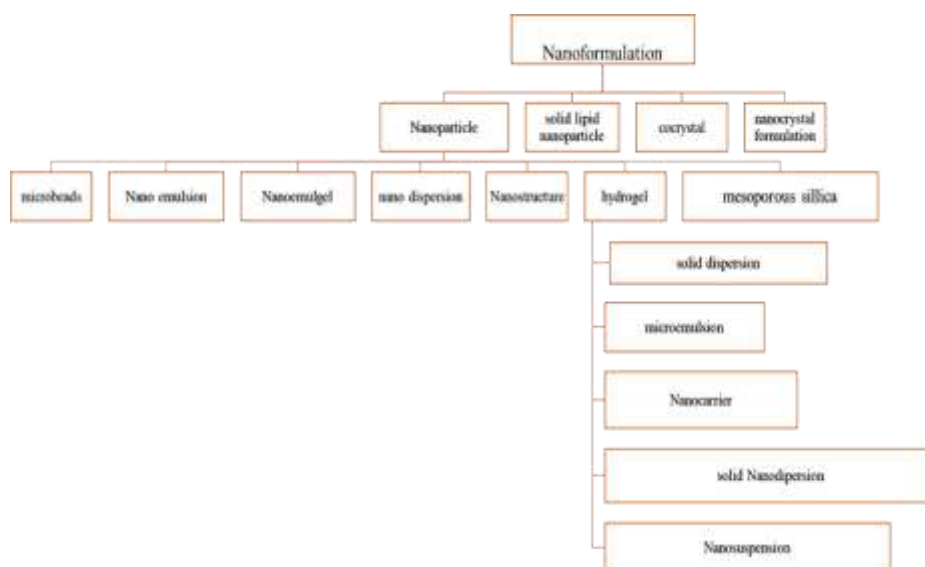 Nanoformulation
Nanoparticle
solid lipid
nanoparticle
cocrystal
nanocrystal
formulation
microbeads
Nano emulsion
Nanoemulgel
nano dispersion
Nanostructure
hydrogel
mesoporous sillica
solid dispersion
microemulsion
Nanocarrier
solid Nanodipersion
Nanosuspension